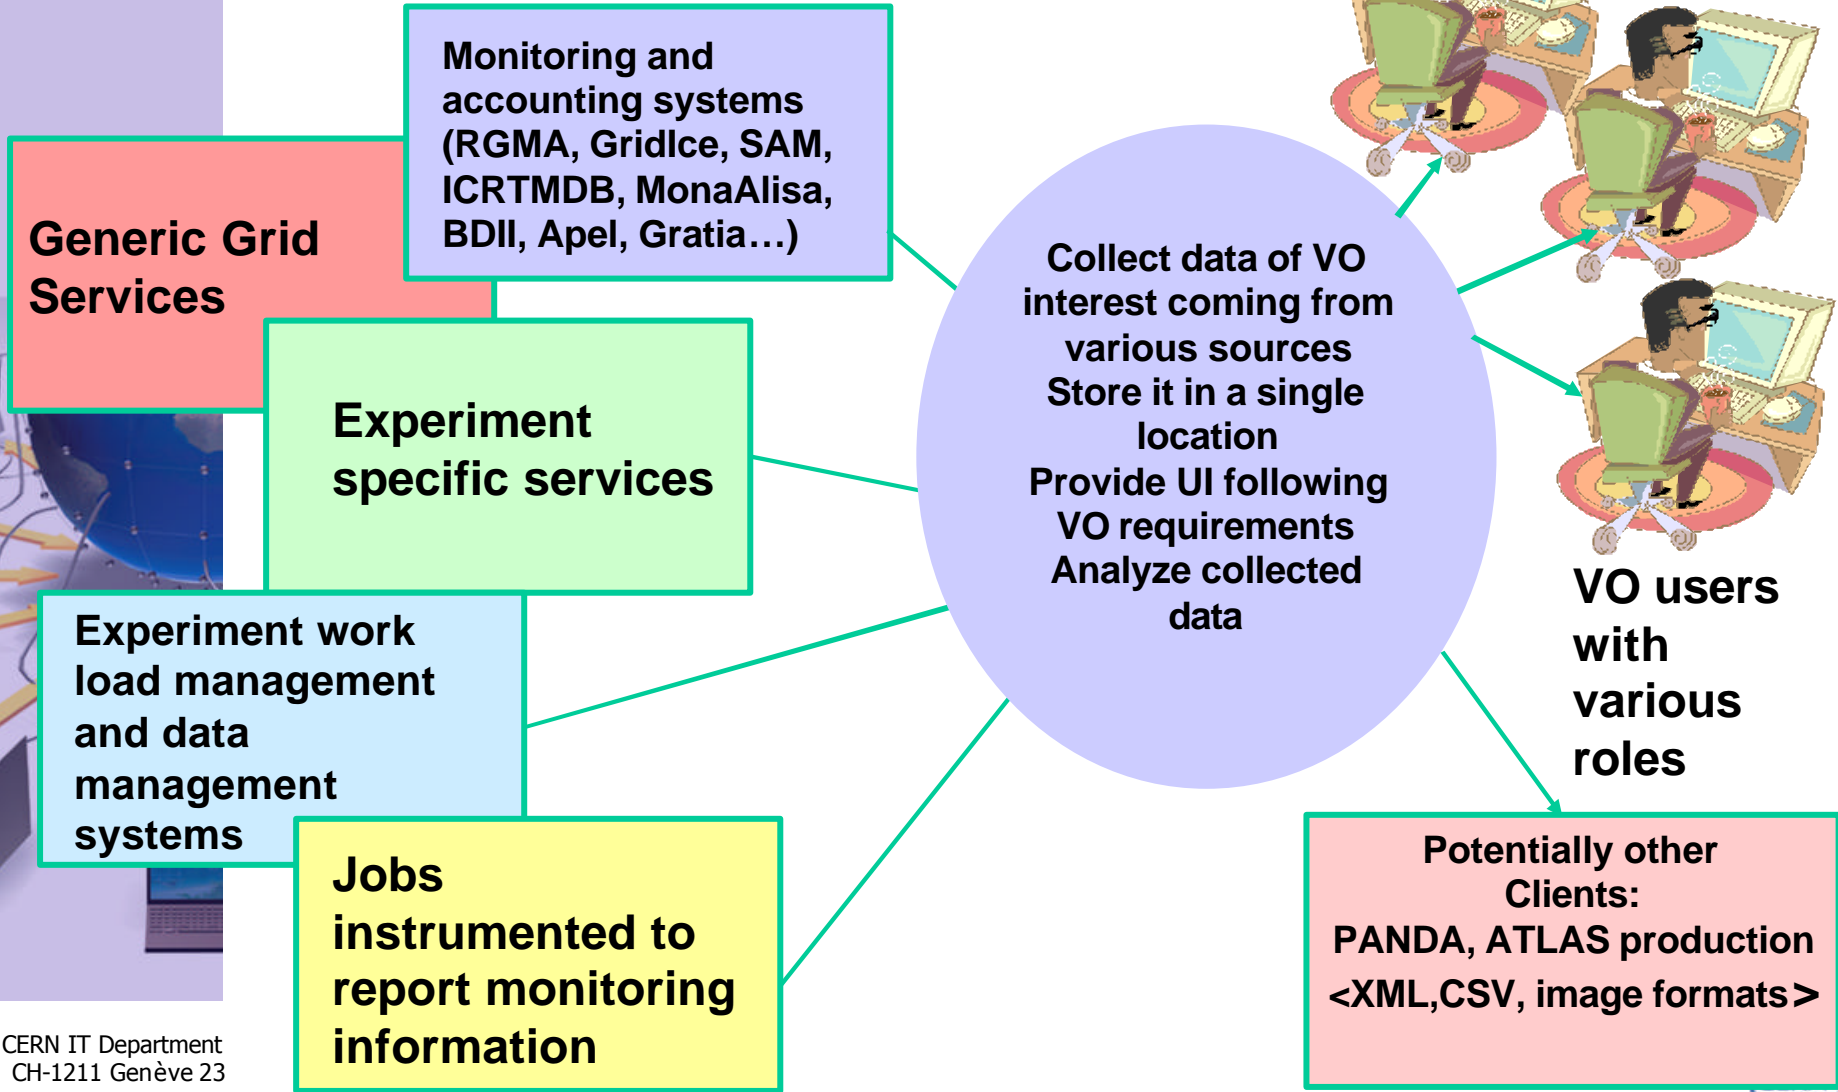 Monitoring and
accounting systems
(RGMA, GridIce, SAM,
ICRTMDB, MonaAlisa,
BDII, Apel, Gratia…)
Generic Grid
Services
Experiment
specific services
Experiment work
load management
and data
management
systems
Jobs
instrumented to
report monitoring
information
Collect data of VO
interest coming from
various sources
Store it in a single
location
Provide UI following
VO requirements
Analyze collected
data
VO users
with
various
roles
Potentially other
Clients:
PANDA, ATLAS production
<XML,CSV, image formats>
CERN IT Department
CH-1211 Genève 23